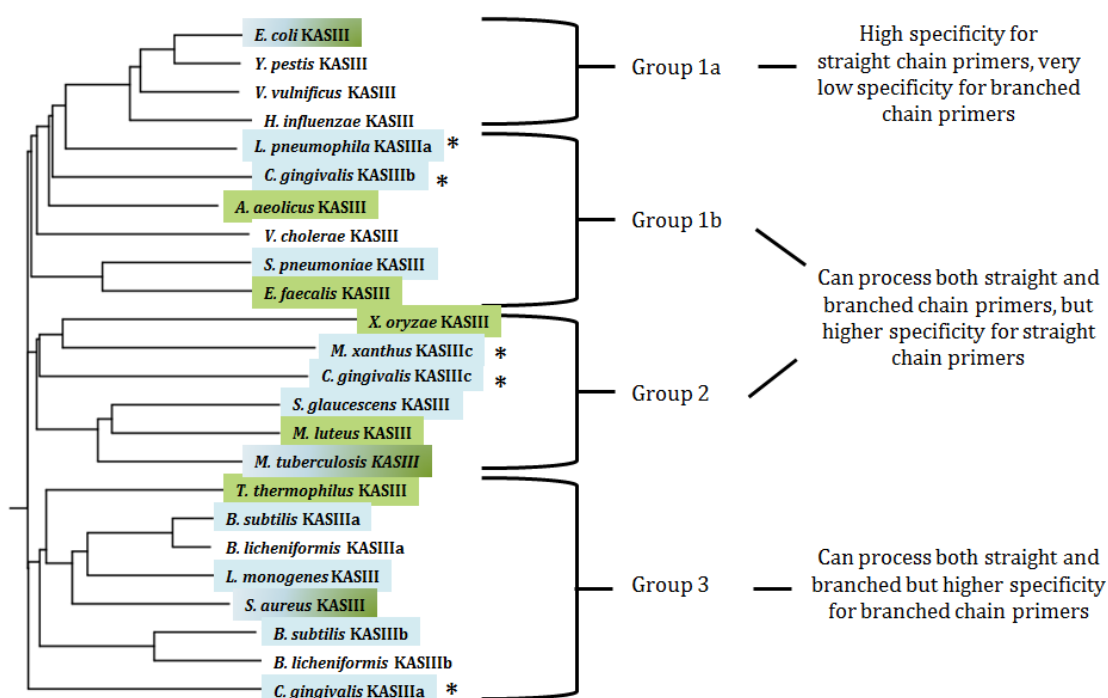 E. coli KASIII
Y. pestis KASIII
V. vulnificus KASIII
H. influenzae KASIII
L. pneumophila KASIIIa *
C. gingivalis KASIIIb *
A. aeolicus KASIII
V. cholerae KASIII
S. pneumoniae KASIII
E. faecalis KASIII
X. oryzae KASIII
M. xanthus KASIIIc *
C. gingivalis KASIIIc *
S. glaucescens KASIII
M. luteus KASIII
M. tuberculosis KASIII
T. thermophilus KASIII
B. subtilis KASIIIa
B. licheniformis KASIIIa
L. monogenes KASIII
S. aureus KASIII
B. subtilis KASIIIb
B. licheniformis KASIIIb
C. gingivalis KASIIIa *
Group 1a
Group 1b
Group 2
Group 3
High specificity for
straight chain primers, very
low specificity for branched
chain primers
Can process both straight and
branched chain primers, but
higher specificity for straight
chain primers
Can process both straight and
branched but higher specificity
for branched chain primers